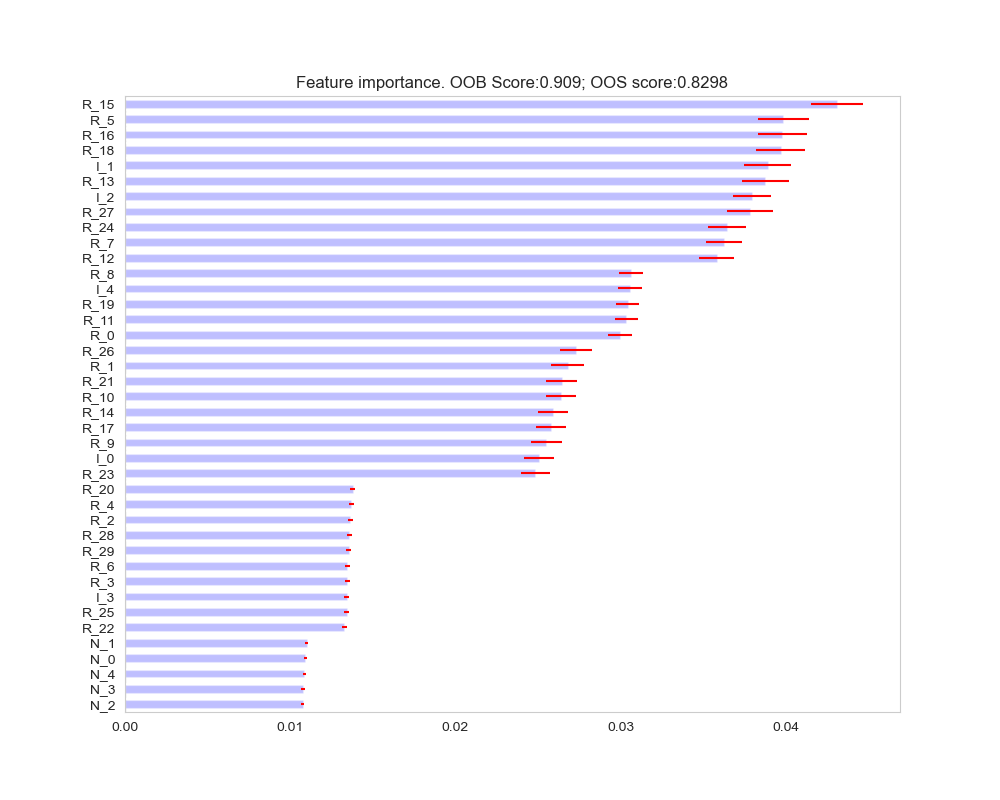 Feature importance. OOB Score:0.909; OOS score:0.8298
R_15
R_5
R_16
R_18
I_1
R_13
I_2
R_27
R_24
R_7
R_12
R_8
I_4
R_19
R_11
R_0
R_26
R_1
R_21
R_10
R_14
R_17
R_9
I_0
R_23
R_20
R_4
R_2
R_28
R_29
R_6
R_3
I_3
R_25
R_22
N_1
N_0
N_4
N_3
N_2
0.00 0.01 0.02 0.03 0.04